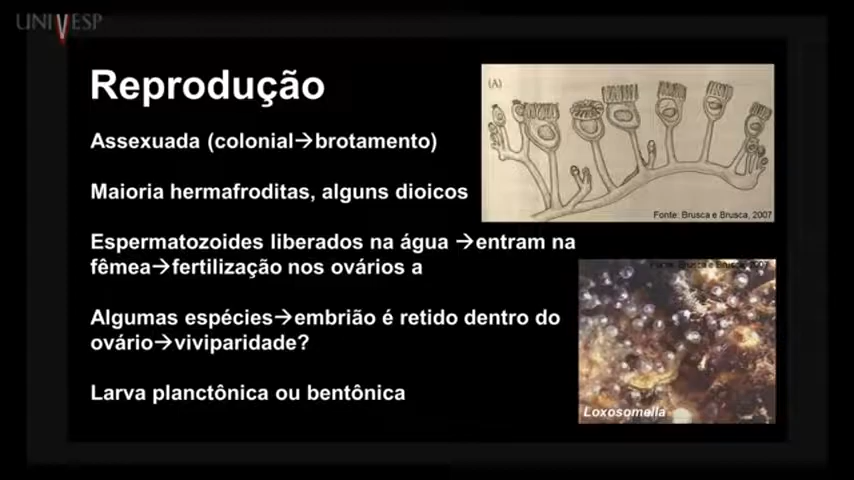 UNIVESP
Reprodução
(A)
Assexuada (colonial→brotamento)
Maioria hermafroditas, alguns dioicos
Fonte: Brusca e Brusca, 2007
Espermatozoides liberados na água →entram na
fêmea→fertilização nos ovários a
Fonte: Brusca e Brusca, 2007
Algumas espécies→embrião é retido dentro do
ovário→viviparidade?
Larva planctônica ou bentônica
Loxosomella